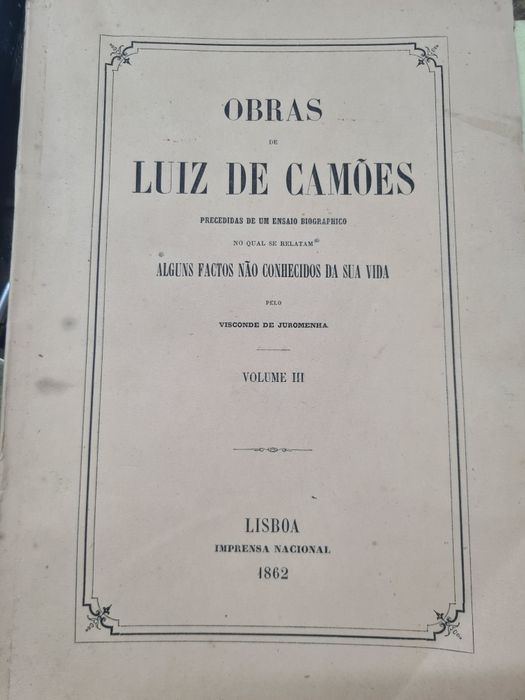 OBRAS
DE
LUIZ DE CAMÕES
PRECEDIDAS DE UM ENSAIO BIOGRAPHICO
NO QUAL SE RELATAM
ALGUNS FACTOS NÃO CONHECIDOS DA SUA VIDA
PELO
VISCONDE DE JUROMENHA.
VOLUME III
LISBOA
IMPRENSA NACIONAL
1862